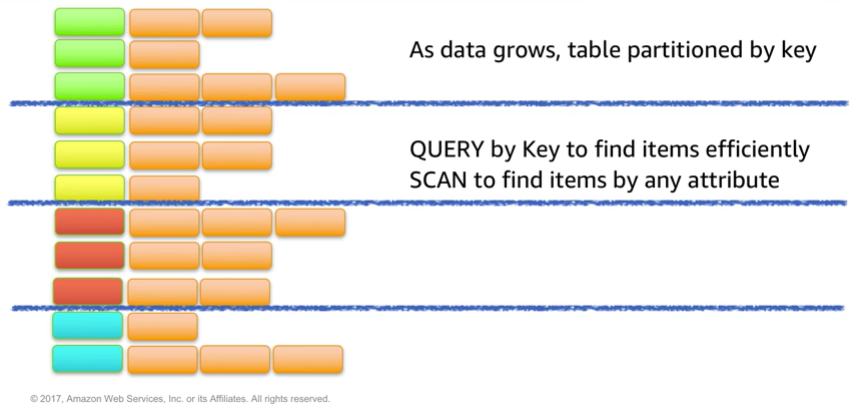 As data grows, table partitioned by key
QUERY by Key to find items efficiently
SCAN to find items by any attribute
© 2017, Amazon Web Services, Inc. or its Affiliates. All rights reserved.